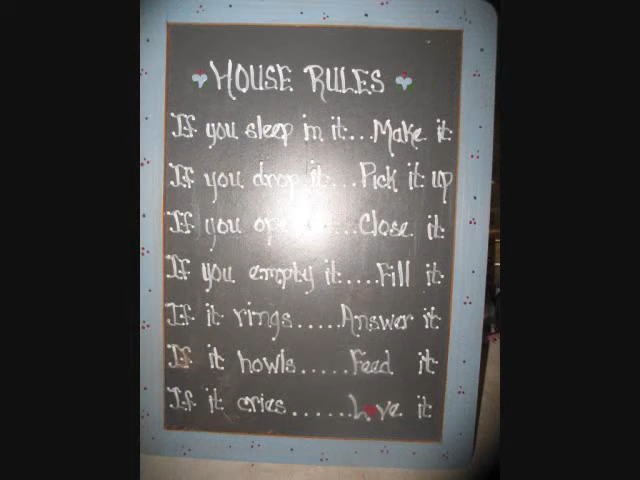 HOUSE RULES
If you sleep in it...Make it
If you drop it...Pick it up
If you ...Close it
If you empty it....Fill it
If it rings.....Answer it
If it howls.....Feed it
If it cries......Love it